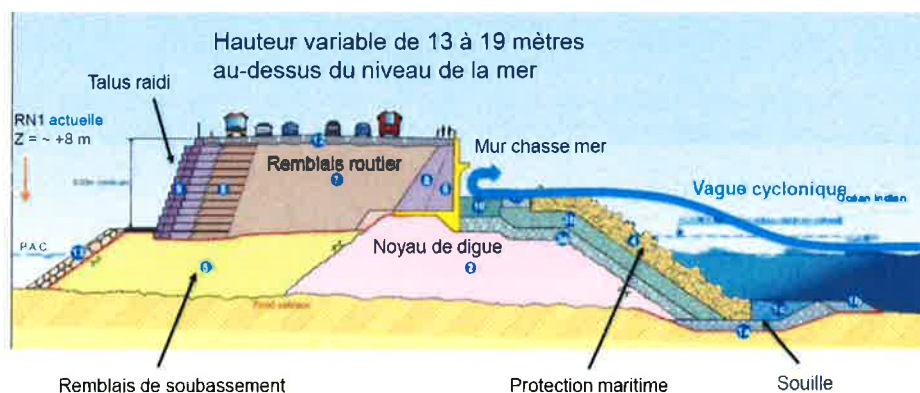 Hauteur variable de 13 à 19 mètres
au-dessus du niveau de la mer
Talus raidi
RN1 actuelle
Z = ~ +8 m
Remblais routier
Mur chasse mer
Vague cyclonique
Océan Indien
P.A.C
Noyau de digue
Remblais de soubassement
Protection maritime
Souille